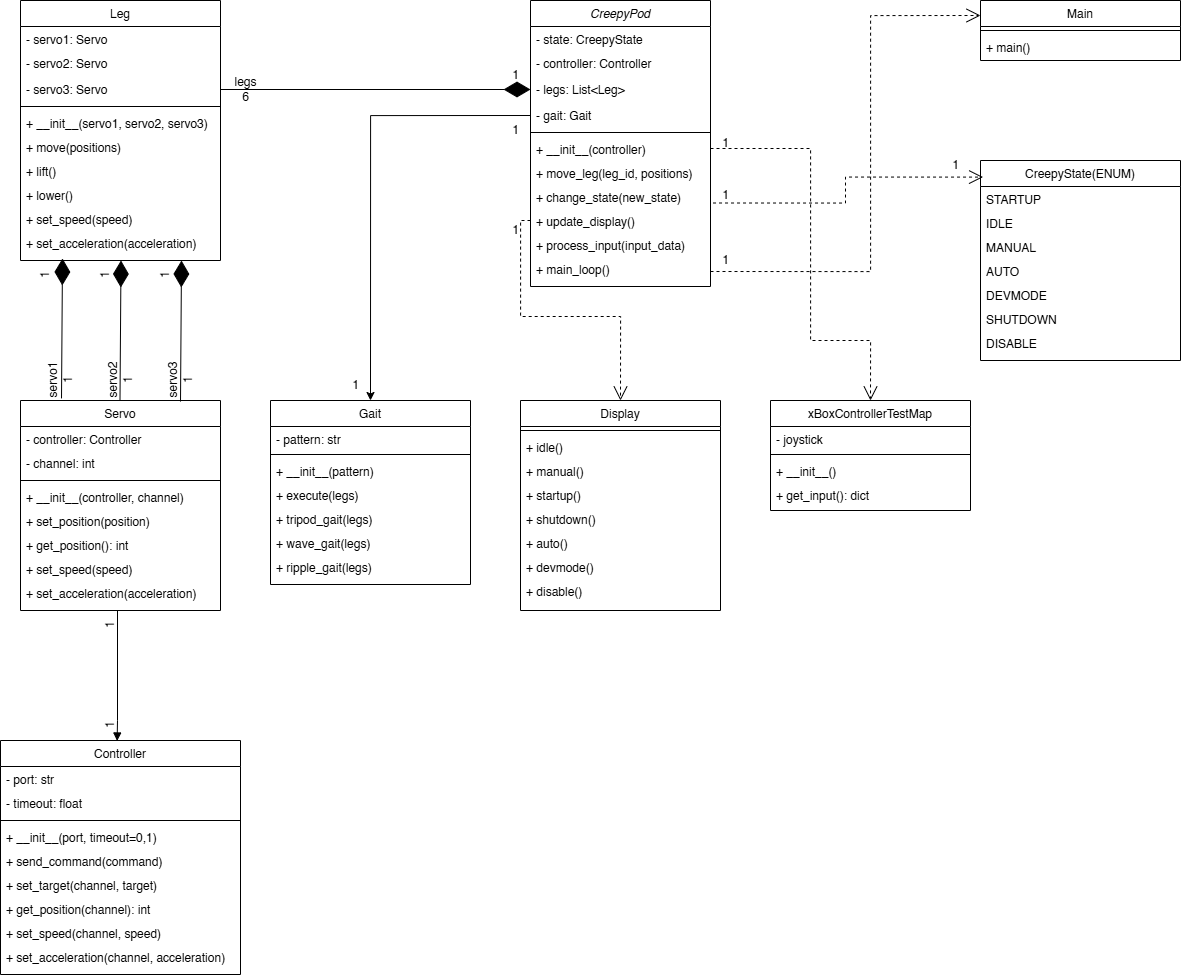 Leg
- servo1: Servo
- servo2: Servo
- servo3: Servo
+ __init__(servo1, servo2, servo3)
+ move(positions)
+ lift()
+ lower()
+ set_speed(speed)
+ set_acceleration(acceleration)
legs
6
1
CreepyPod
- state: CreepyState
- controller: Controller
- legs: List<Leg>
- gait: Gait
+ __init__(controller)
+ move_leg(leg_id, positions)
+ change_state(new_state)
+ update_display()
+ process_input(input_data)
+ main_loop()
1
1
1
1
1
1
1
Main
+ main()
CreepyState(ENUM)
STARTUP
IDLE
MANUAL
AUTO
DEVMODE
SHUTDOWN
DISABLE
1
1
1
servo1
1
servo2
1
servo3
1
Servo
- controller: Controller
- channel: int
+ __init__(controller, channel)
+ set_position(position)
+ get_position(): int
+ set_speed(speed)
+ set_acceleration(acceleration)
Gait
- pattern: str
+ __init__(pattern)
+ execute(legs)
+ tripod_gait(legs)
+ wave_gait(legs)
+ ripple_gait(legs)
Display
+ idle()
+ manual()
+ startup()
+ shutdown()
+ auto()
+ devmode()
+ disable()
xBoxControllerTestMap
- joystick
+ __init__()
+ get_input(): dict
1
1
Controller
- port: str
- timeout: float
+ __init__(port, timeout=0,1)
+ send_command(command)
+ set_target(channel, target)
+ get_position(channel): int
+ set_speed(channel, speed)
+ set_acceleration(channel, acceleration)